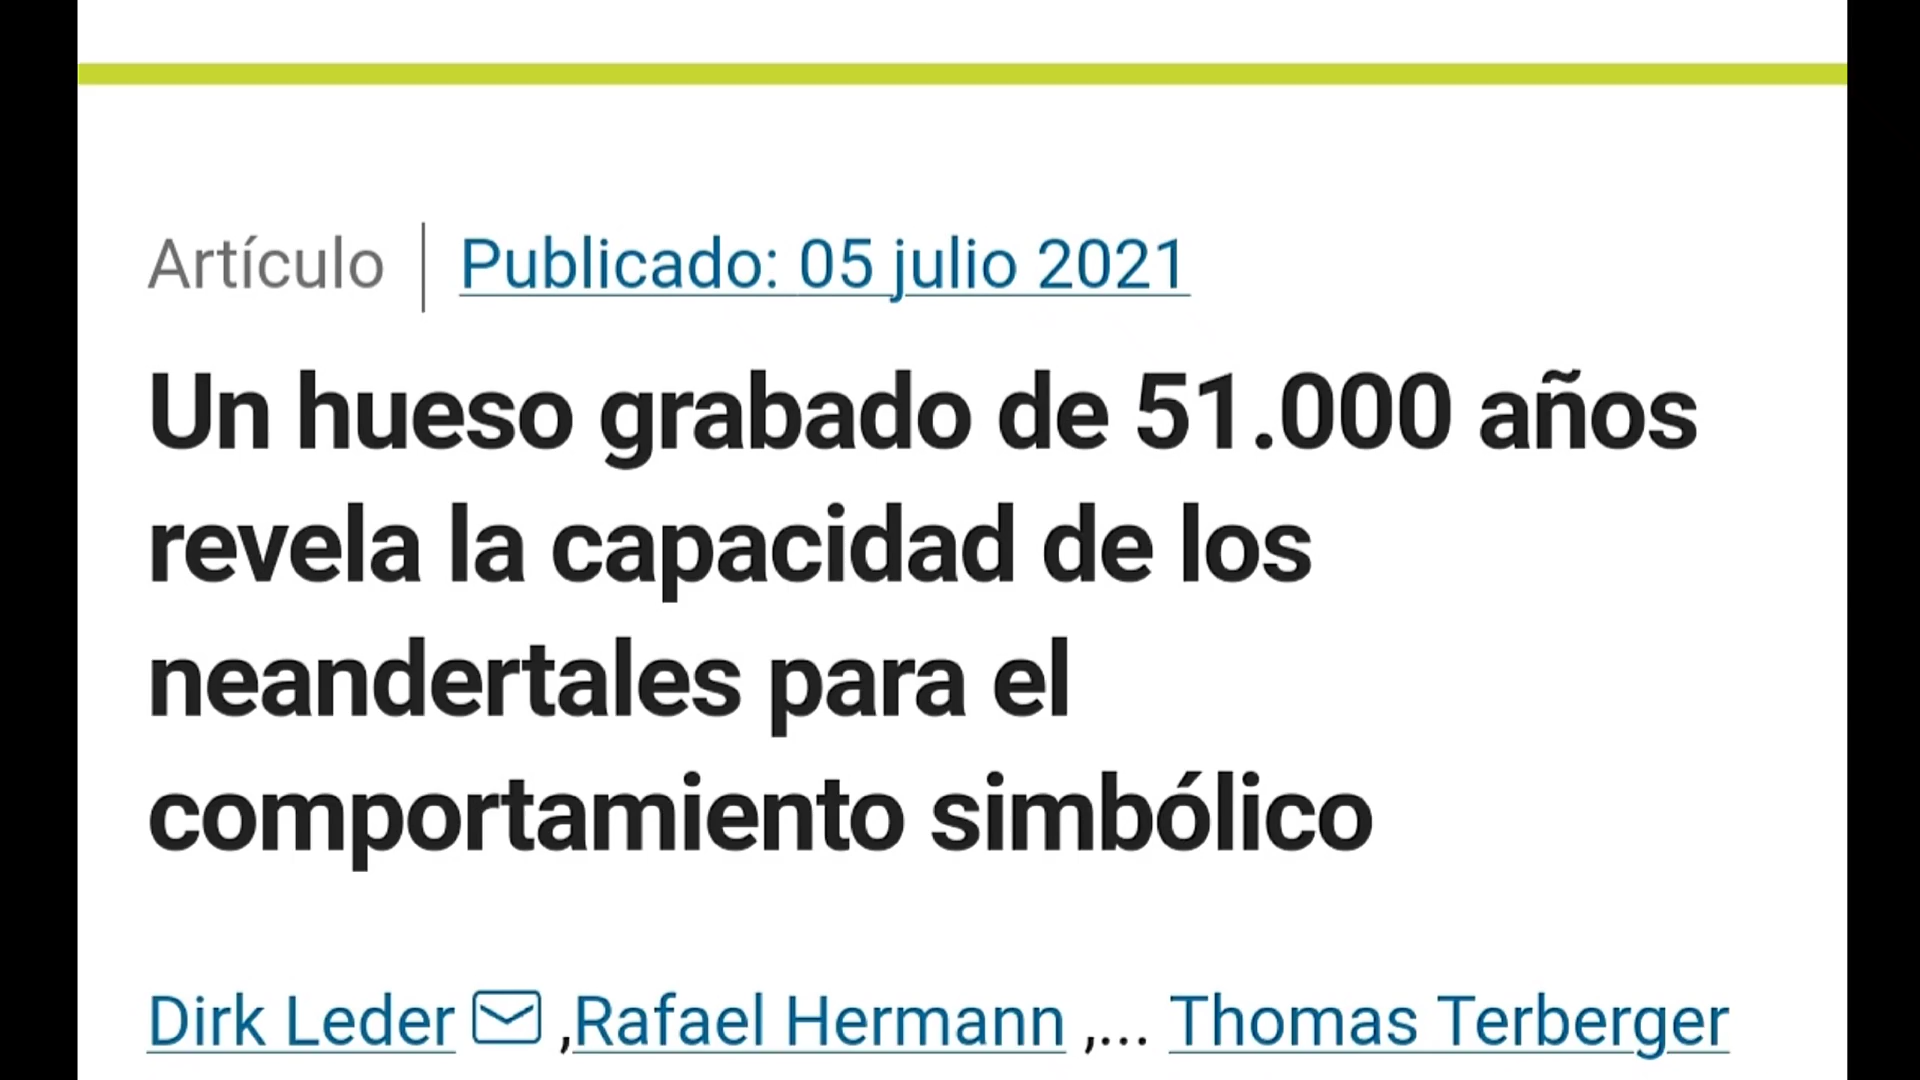 Artículo | Publicado: 05 julio 2021
Un hueso grabado de 51.000 años
revela la capacidad de los
neandertales para el
comportamiento simbólico
Dirk Leder ,Rafael Hermann ,... Thomas Terberger